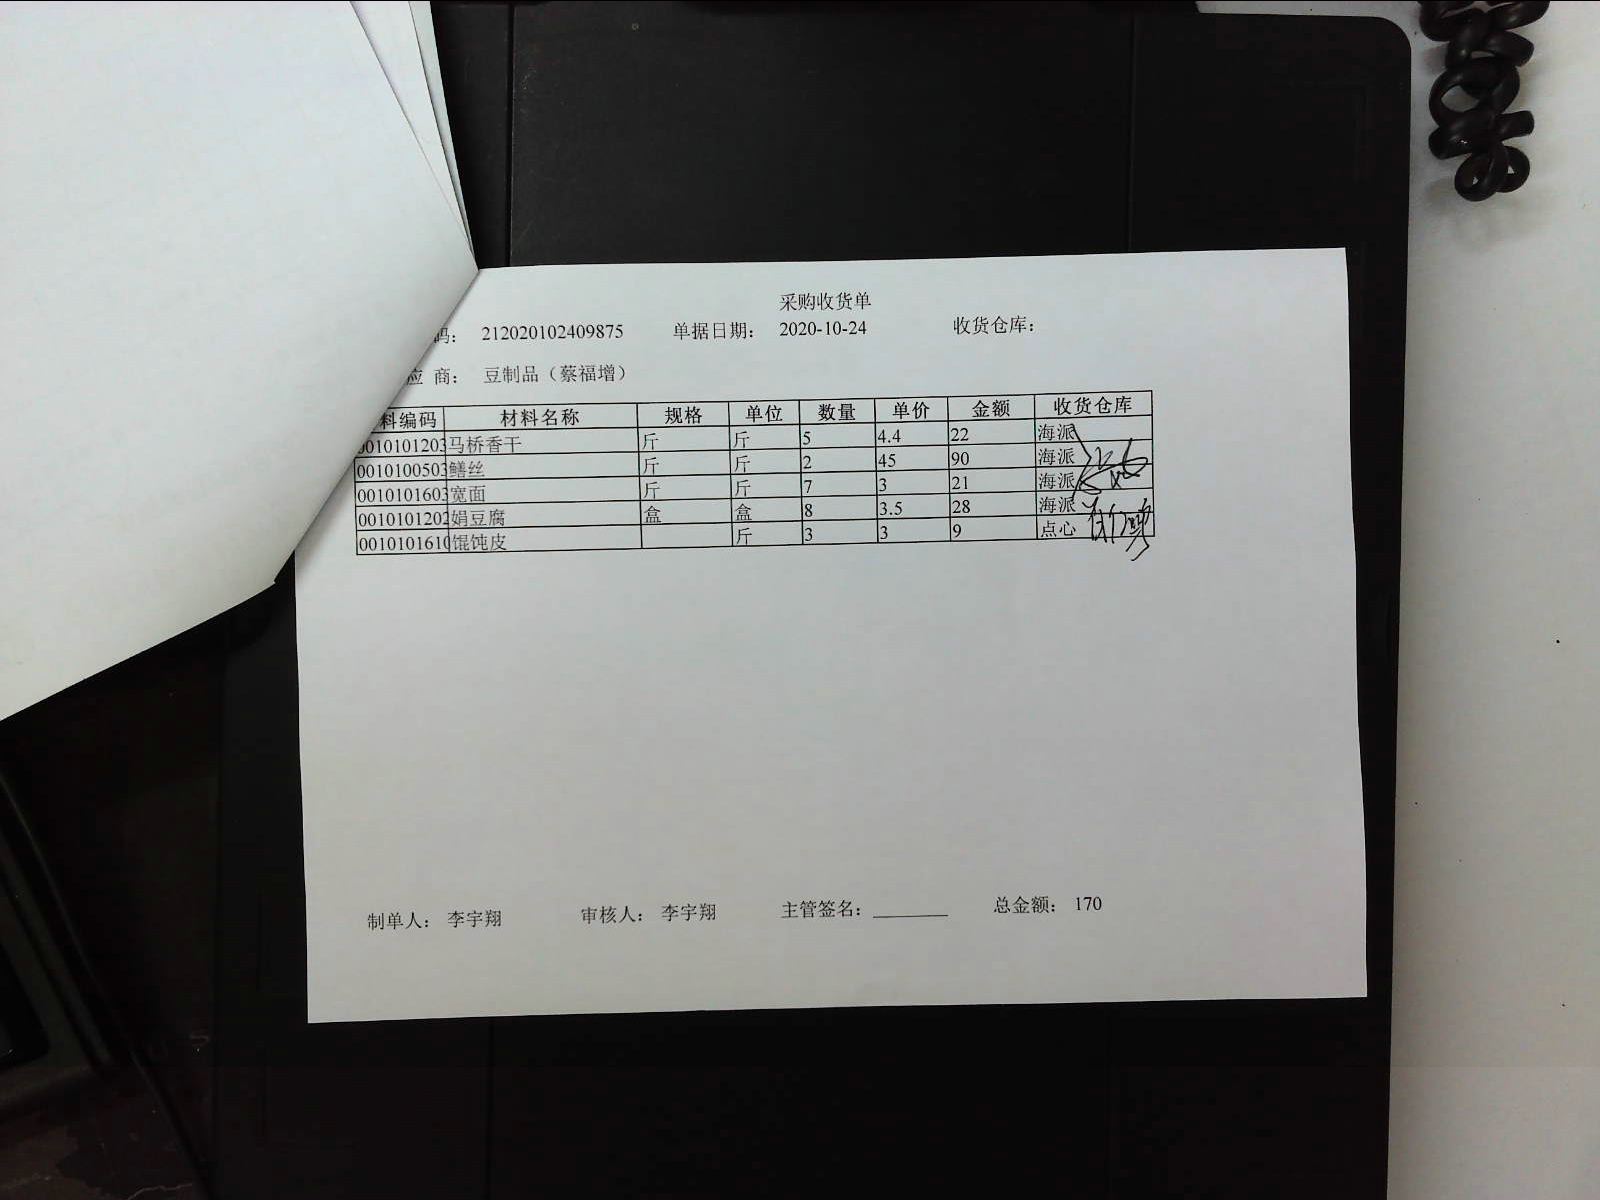 采购收货单
码： 212020102409875 单据日期： 2020-10-24 收货仓库：
应 商： 豆制品（蔡福增）
料编码 材料名称 规格 单位 数量 单价 金额 收货仓库
0010101203 马桥香干 斤 斤 5 4.4 22 海派
0010100503 鳝丝 斤 斤 2 45 90 海派
0010101603 宽面 斤 斤 7 3 21 海派
0010101202 娟豆腐 盒 盒 8 3.5 28 海派
0010101610 馄饨皮 斤 3 3 9 点心
制单人： 李宇翔 审核人： 李宇翔 主管签名：________ 总金额： 170